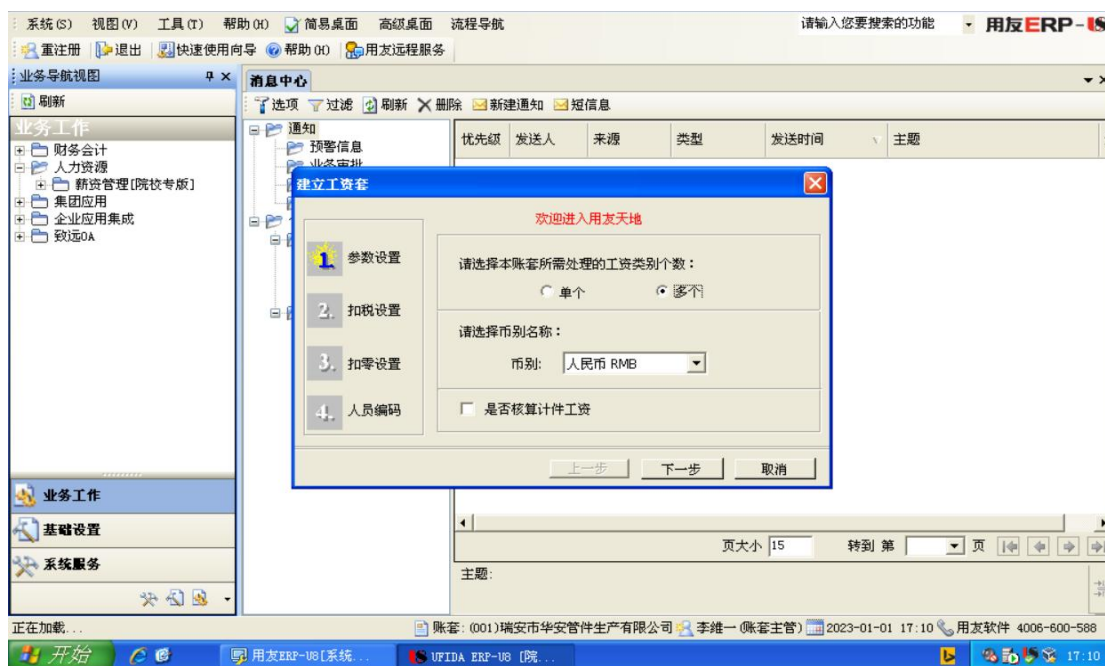 系统(S) 视图(V) 工具(T) 帮助(H) 简易桌面 高级桌面 流程导航 请输入您要搜索的功能 用友ERP-U8
重注册 退出 快速使用向导 帮助(H) 用友远程服务
业务导航视图
刷新
业务工作
财务会计
人力资源
薪资管理[院校专版]
集团应用
企业应用集成
致远OA
业务工作
基础设置
系统服务
消息中心
选项 过滤 刷新 删除 新建通知 短信息
通知
预警信息
业务审批
优先级 发送人 来源 类型 发送时间 主题
建立工资套
欢迎进入用友天地
1. 参数设置
2. 扣税设置
3. 扣零设置
4. 人员编码
请选择本账套所需处理的工资类别个数：
单个 多个
请选择币别名称：
币别: 人民币 RMB
是否核算计件工资
上一步 下一步 取消
页大小 15 转到 第 页
主题:
正在加载... 账套: (001)瑞安市华安管件生产有限公司 李维一 (账套主管) 2023-01-01 17:10 用友软件 4006-600-588
开始 用友ERP-U8[系统... UFIDA ERP-U8 [院... 17:10